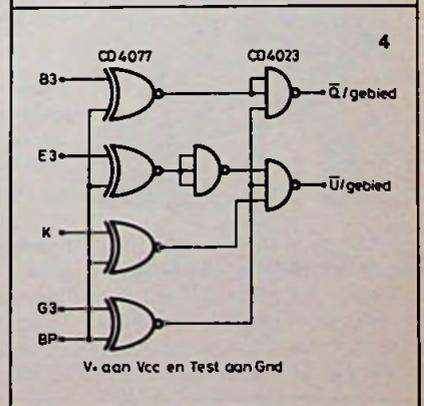 4
CD4077 CD4023
B3
Q̅/gebied
E3
U̅/gebied
K
G3
BP
V+ aan Vcc en Test aan Gnd